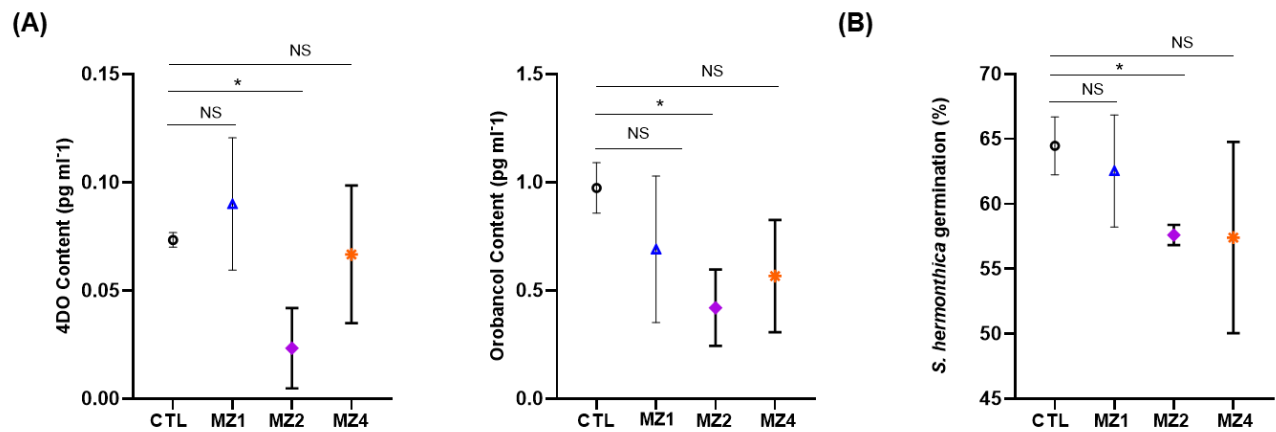 (A)
NS
*
NS
0.15
0.10
0.05
0.00
4DO Content (pg ml⁻¹)
CTL MZ1 MZ2 MZ4
NS
*
NS
1.5
1.0
0.5
0.0
Orobancol Content (pg ml⁻¹)
CTL MZ1 MZ2 MZ4
(B)
NS
*
NS
70
65
60
55
50
45
S. hermonthica germination (%)
CTL MZ1 MZ2 MZ4